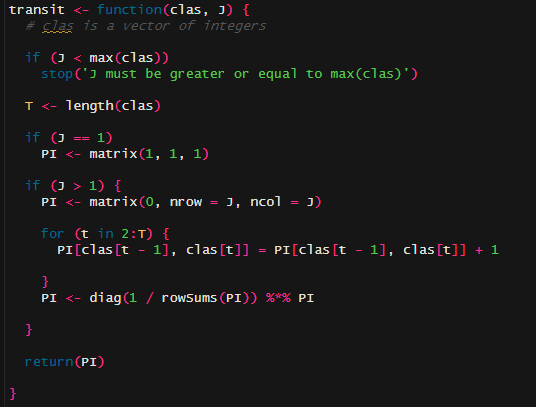 transit <- function(clas, J) {
# clas is a vector of integers
if (J < max(clas))
stop('J must be greater or equal to max(clas)')
T <- length(clas)
if (J == 1)
PI <- matrix(1, 1, 1)
if (J > 1) {
PI <- matrix(0, nrow = J, ncol = J)
for (t in 2:T) {
PI[clas[t - 1], clas[t]] = PI[clas[t - 1], clas[t]] + 1
}
PI <- diag(1 / rowSums(PI)) %*% PI
}
return(PI)
}